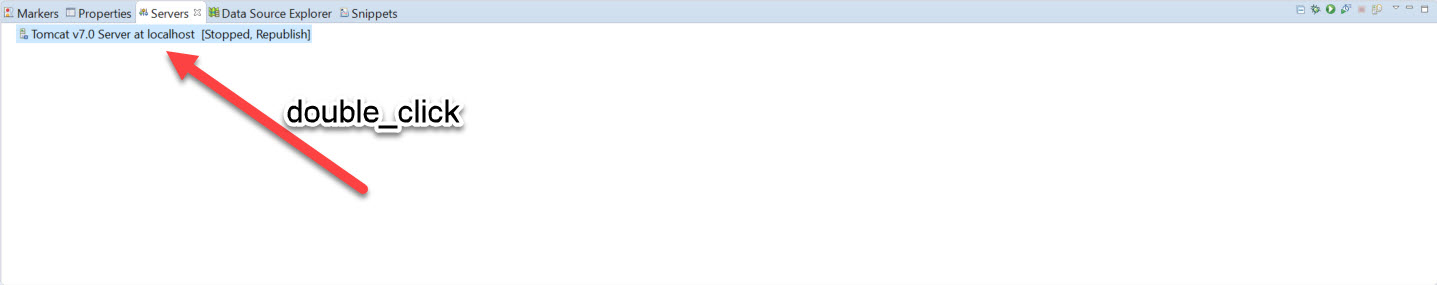 Markers Properties Servers Data Source Explorer Snippets
Tomcat v7.0 Server at localhost [Stopped, Republish]
double_click